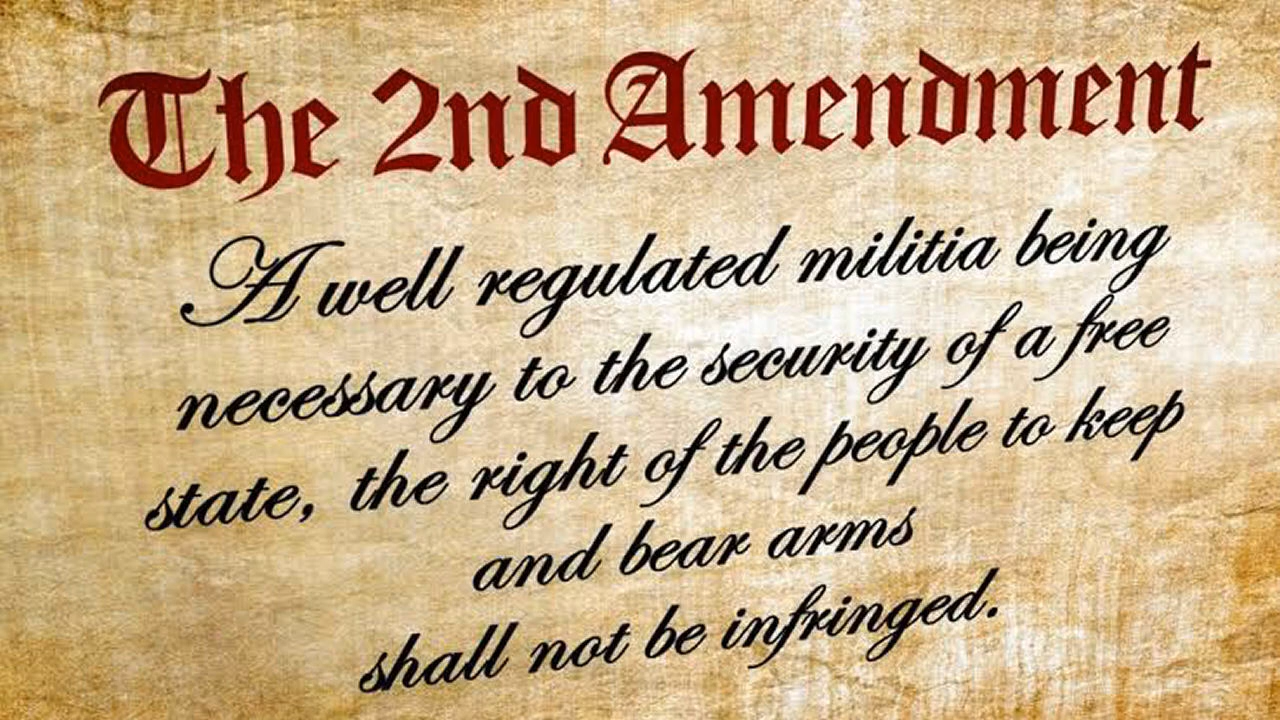 The 2nd Amendment
A well regulated militia being
necessary to the security of a free
state, the right of the people to keep
and bear arms
shall not be infringed.